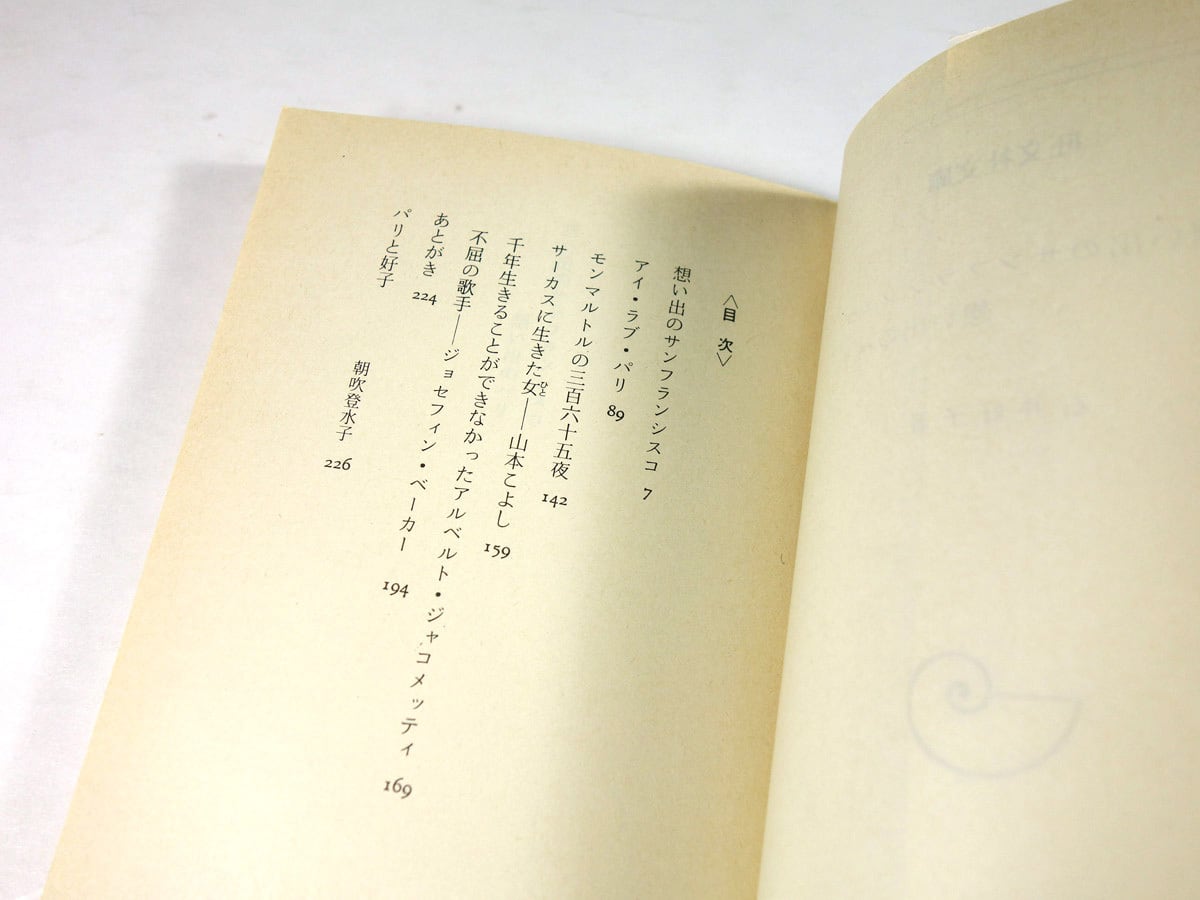 〈目次〉
想い出のサンフランシスコ 7
アイ・ラブ・パリ 89
モンマルトルの三百六十五夜 142
サーカスに生きた女――山本こよし 159
ひと
千年生きることができなかったアルベルト・ジャコメッティ 169
不屈の歌手――ジョセフィン・ベーカー 194
あとがき 224
パリと好子 朝吹登水子 226